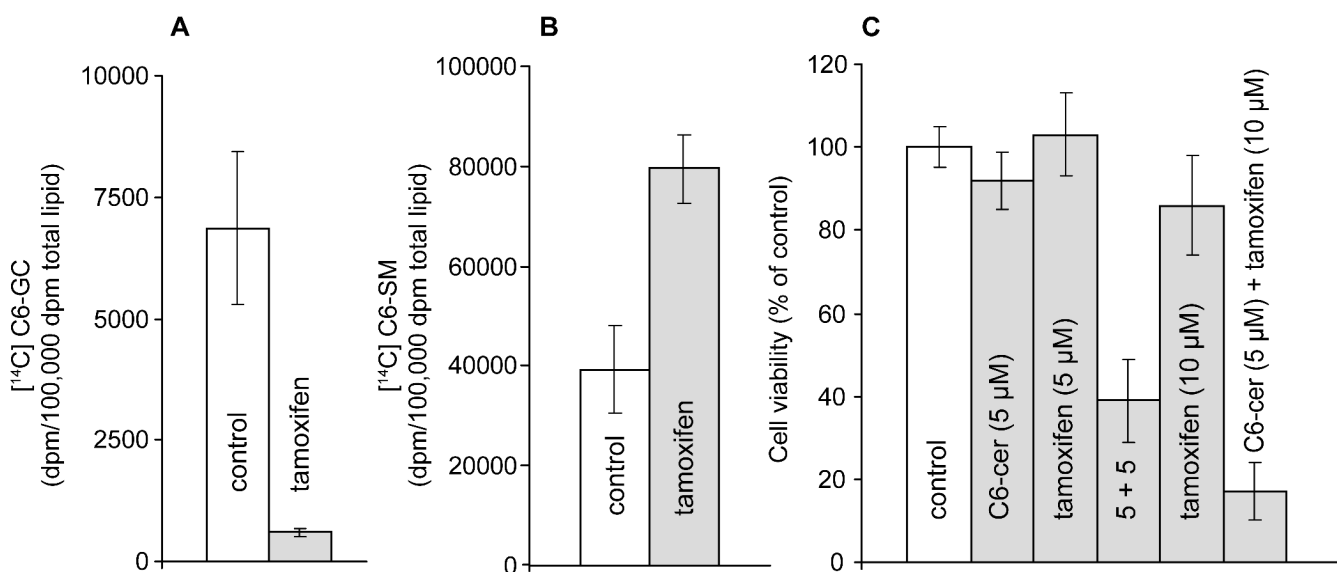 A
[¹⁴C] C6-GC
(dpm/100,000 dpm total lipid)
10000
7500
5000
2500
0
control
tamoxifen
B
[¹⁴C] C6-SM
(dpm/100,000 dpm total lipid)
100000
80000
60000
40000
20000
0
control
tamoxifen
C
Cell viability (% of control)
120
100
80
60
40
20
0
control
C6-cer (5 µM)
tamoxifen (5 µM)
5 + 5
tamoxifen (10 µM)
C6-cer (5 µM) + tamoxifen (10 µM)